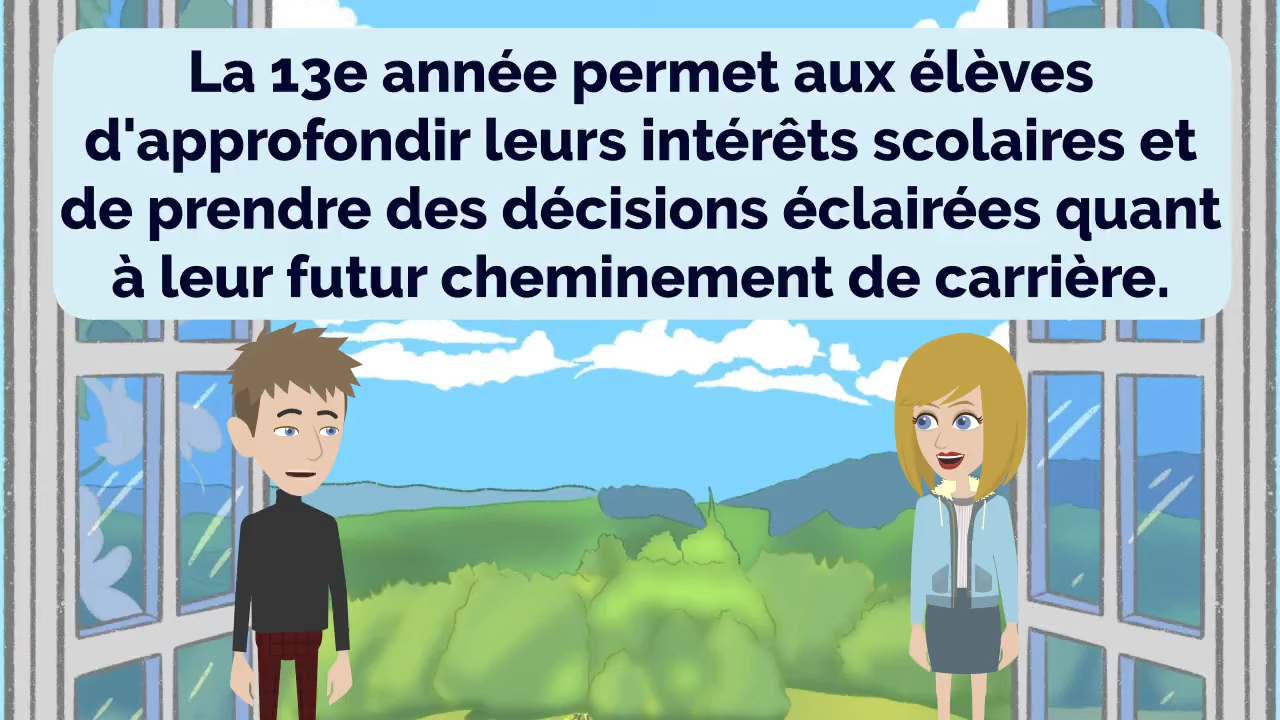 La 13e année permet aux élèves
d'approfondir leurs intérêts scolaires et
de prendre des décisions éclairées quant
à leur futur cheminement de carrière.